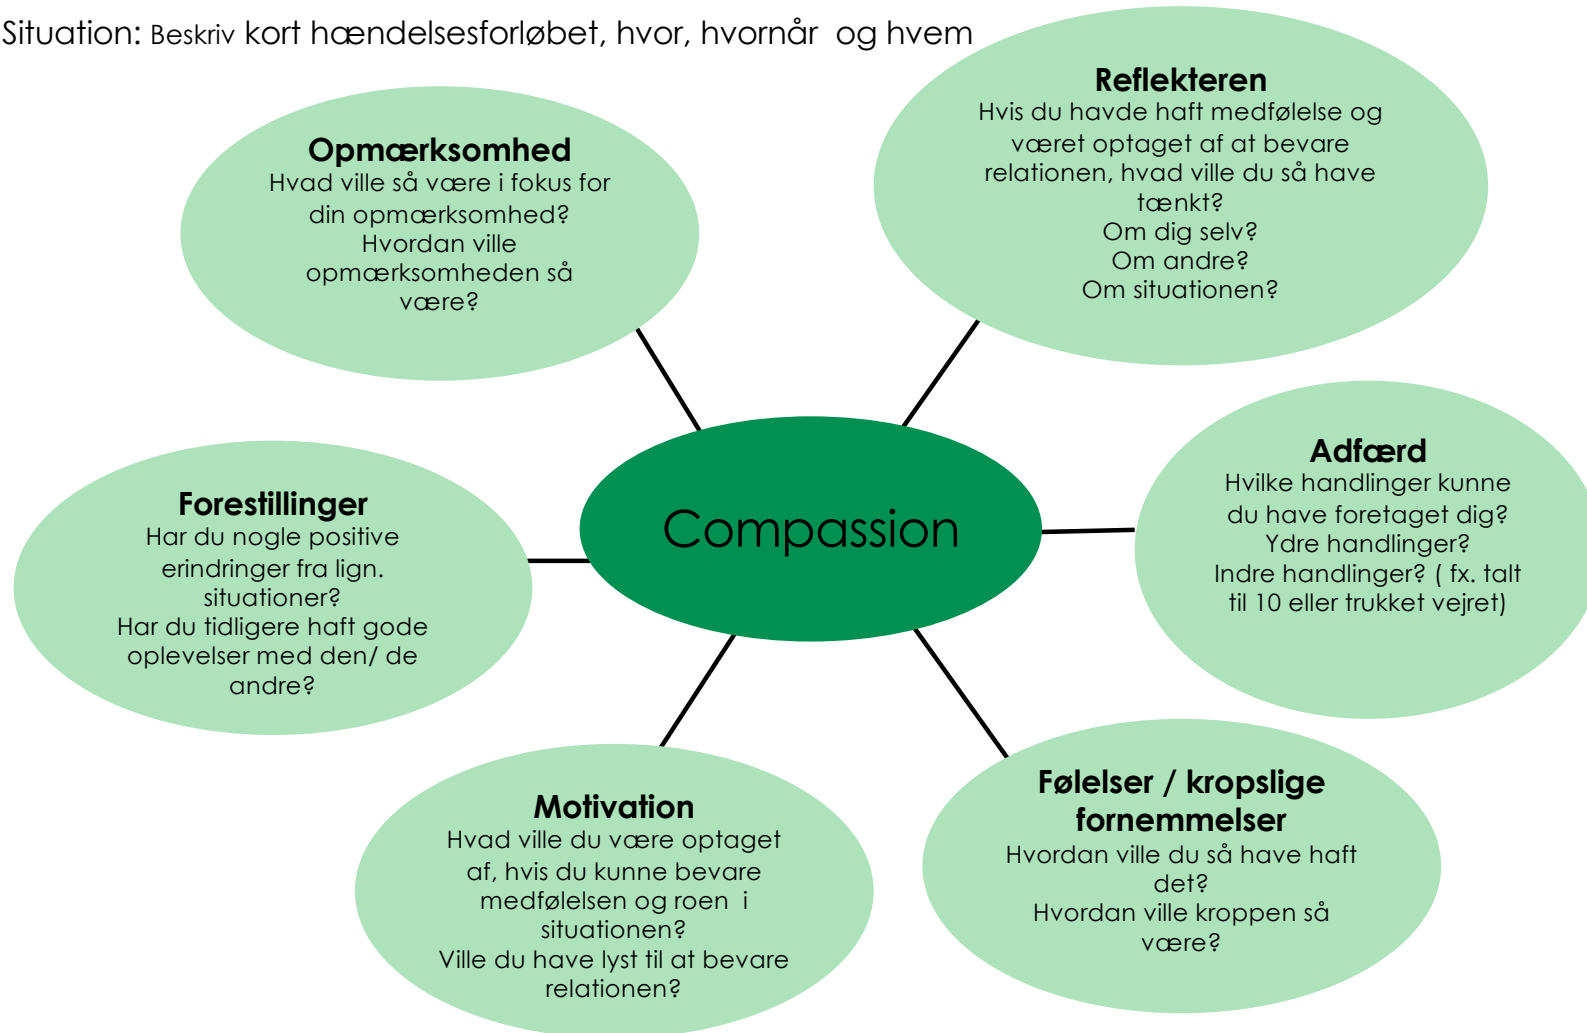 Situation: Beskriv kort hændelsesforløbet, hvor, hvornår  og hvem
Reflekteren
Hvis du havde haft medfølelse og
været optaget af at bevare
relationen, hvad ville du så have
tænkt?
Om dig selv?
Om andre?
Om situationen?
Opmærksomhed
Hvad ville så være i fokus for
din opmærksomhed?
Hvordan ville
opmærksomheden så
være?
Adfærd
Hvilke handlinger kunne
du have foretaget dig?
Ydre handlinger?
Indre handlinger? ( fx. talt
til 10 eller trukket vejret)
Forestillinger
Har du nogle positive
erindringer fra lign.
situationer?
Har du tidligere haft gode
oplevelser med den/ de
andre?
Compassion
Følelser / kropslige
fornemmelser
Hvordan ville du så have haft
det?
Hvordan ville kroppen så
være?
Motivation
Hvad ville du være optaget
af, hvis du kunne bevare
medfølelsen og roen  i
situationen?
Ville du have lyst til at bevare
relationen?